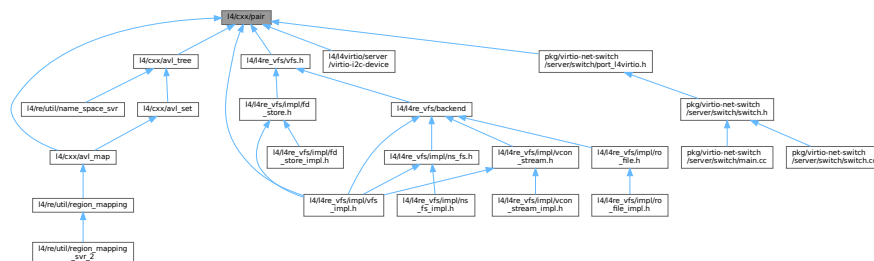 l4/cxx/pair
l4/cxx/avl_tree
l4/l4re_vfs/vfs.h
l4/l4virtio/server
/virtio-i2c-device
pkg/virtio-net-switch
/server/switch/port_l4virtio.h
l4/re/util/name_space_svr
l4/cxx/avl_set
l4/l4re_vfs/impl/fd
_store.h
l4/l4re_vfs/backend
pkg/virtio-net-switch
/server/switch/switch.h
l4/cxx/avl_map
l4/l4re_vfs/impl/fd
_store_impl.h
l4/l4re_vfs/impl/ns_fs.h
l4/l4re_vfs/impl/vcon
_stream.h
l4/l4re_vfs/impl/ro
_file.h
pkg/virtio-net-switch
/server/switch/main.cc
pkg/virtio-net-switch
/server/switch/switch.cc
l4/re/util/region_mapping
l4/l4re_vfs/impl/vfs
_impl.h
l4/l4re_vfs/impl/ns
_fs_impl.h
l4/l4re_vfs/impl/vcon
_stream_impl.h
l4/l4re_vfs/impl/ro
_file_impl.h
l4/re/util/region_mapping
_svr_2